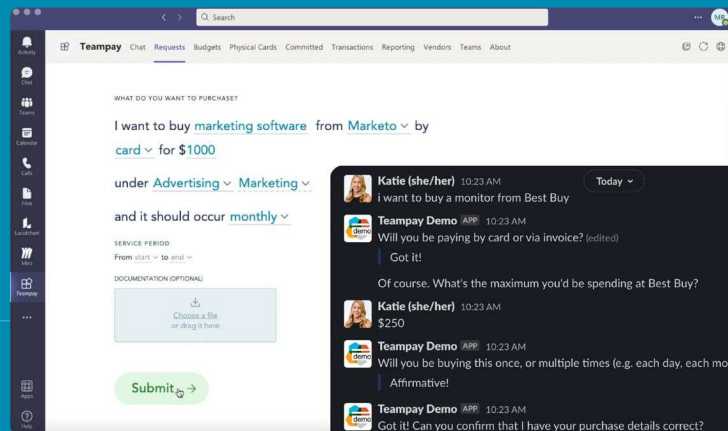 Search
MB
Teampay Chat Requests Budgets Physical Cards Committed Transactions Reporting Vendors Teams About
Activity
Chat
Teams
Calendar
Calls
Files
Miro
Teampay
Apps
Help
WHAT DO YOU WANT TO PURCHASE?
I want to buy marketing software from Marketo by
card for $1000
under Advertising Marketing
and it should occur monthly
SERVICE PERIOD
From start to end
DOCUMENTATION (OPTIONAL)
Choose a file
or drag it here
Submit
Today
Katie (she/her) 10:23 AM
i want to buy a monitor from Best Buy
demo
Teampay Demo APP 10:23 AM
Will you be paying by card or via invoice? (edited)
Got it!
Of course. What's the maximum you'd be spending at Best Buy?
Katie (she/her) 10:23 AM
$250
demo
Teampay Demo APP 10:23 AM
Will you be buying this once, or multiple times (e.g. each day, each mo
Affirmative!
demo
Teampay Demo APP 10:23 AM
Got it! Can you confirm that I have your purchase details correct?